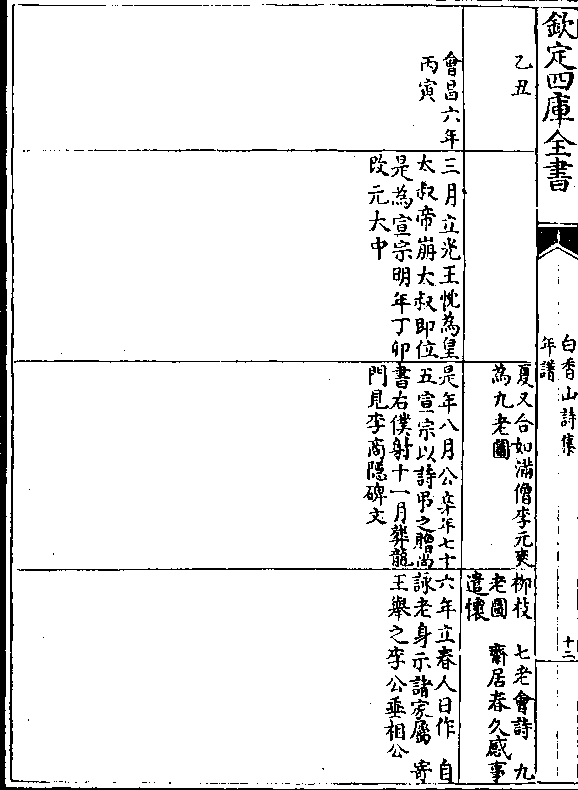 欽定四庫全書
白香山詩集
年譜
十二
乙丑
夏又合如滿僧李元爽
為九老圖
柳枝　七老會詩　九
老圖　齋居春久感事
遣懷
會昌六年
丙寅
三月立光王忱為皇
太叔帝崩太叔即位
是為宣宗明年丁卯
改元大中
是年八月公卒年七十
五宣宗以詩弔之贈尚
書右僕射十一月葬龍
門見李商隱碑文
六年立春人日作　自
詠老身示諸家屬　寄
王舉之李公垂相公